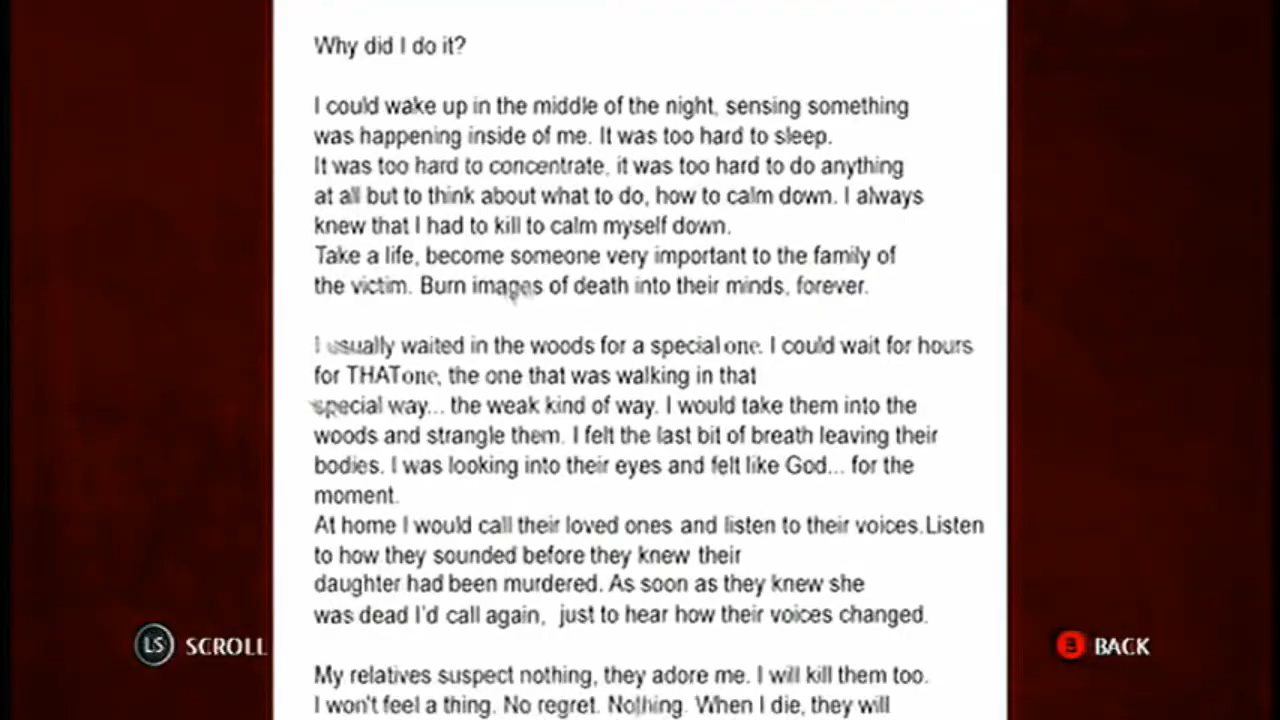 Why did I do it?
I could wake up in the middle of the night, sensing something
was happening inside of me. It was too hard to sleep.
It was too hard to concentrate, it was too hard to do anything
at all but to think about what to do, how to calm down. I always
knew that I had to kill to calm myself down.
Take a life, become someone very important to the family of
the victim. Burn images of death into their minds, forever.
I usually waited in the woods for a special one. I could wait for hours
for THAT one, the one that was walking in that
special way... the weak kind of way. I would take them into the
woods and strangle them. I felt the last bit of breath leaving their
bodies. I was looking into their eyes and felt like God... for the
moment.
At home I would call their loved ones and listen to their voices.Listen
to how they sounded before they knew their
daughter had been murdered. As soon as they knew she
was dead I'd call again, just to hear how their voices changed.
My relatives suspect nothing, they adore me. I will kill them too.
I won't feel a thing. No regret. Nothing. When I die, they will
LS SCROLL
B BACK